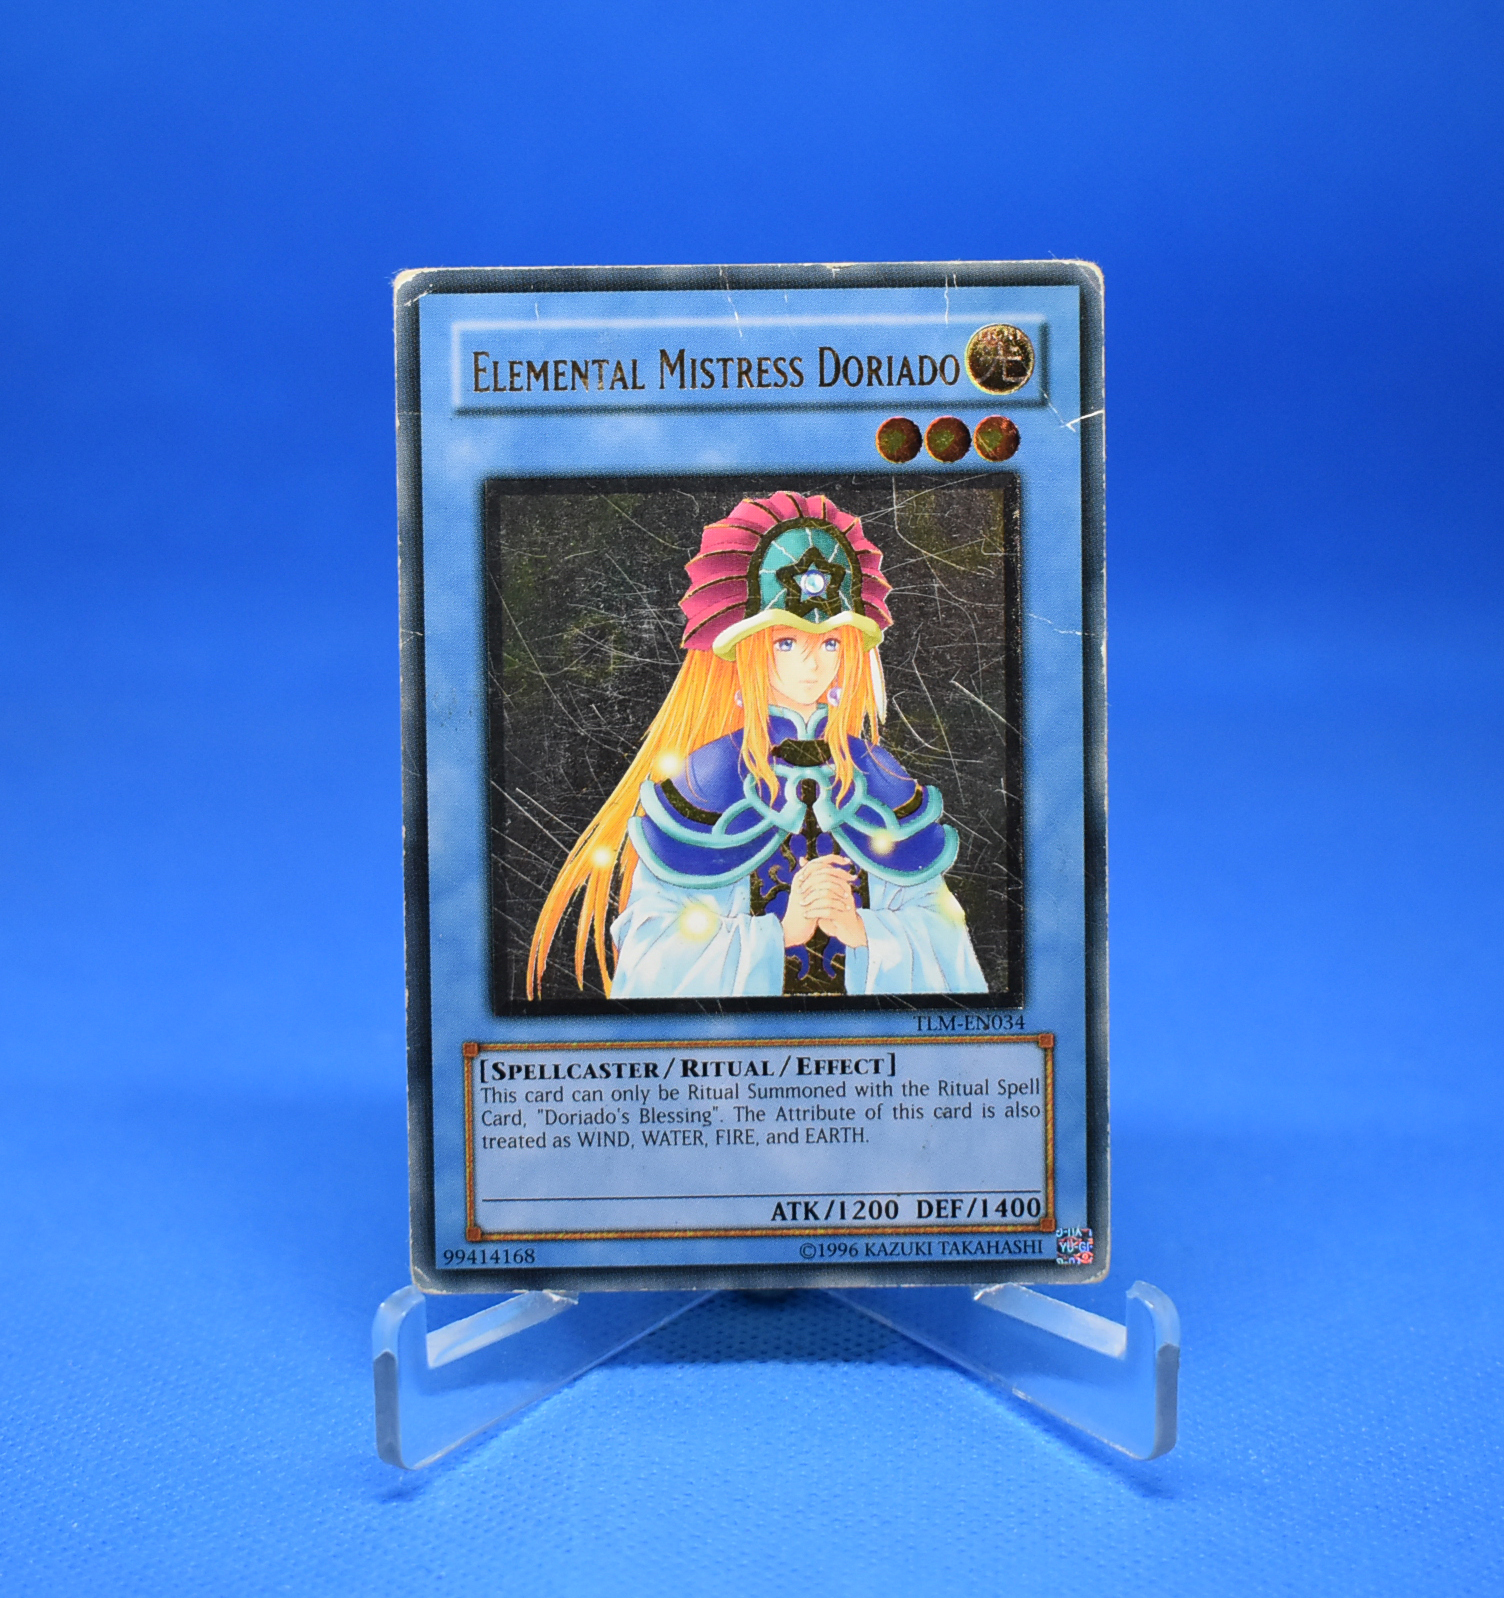 ELEMENTAL MISTRESS DORIADO
光
TLM-EN034
[SPELLCASTER/RITUAL/EFFECT]
This card can only be Ritual Summoned with the Ritual Spell
Card, "Doriado's Blessing". The Attribute of this card is also
treated as WIND, WATER, FIRE, and EARTH.
ATK/1200 DEF/1400
99414168
©1996 KAZUKI TAKAHASHI